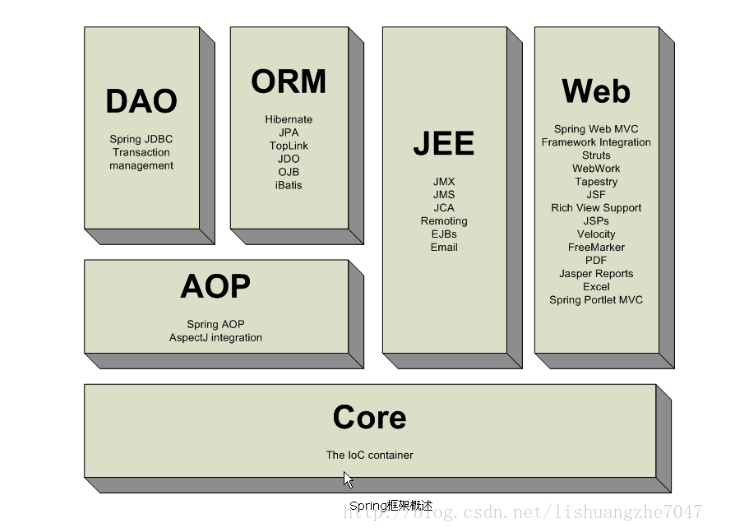 DAO
Spring JDBC
Transaction
management
ORM
Hibernate
JPA
TopLink
JDO
OJB
iBatis
JEE
JMX
JMS
JCA
Remoting
EJBs
Email
Web
Spring Web MVC
Framework Integration
Struts
WebWork
Tapestry
JSF
Rich View Support
JSPs
Velocity
FreeMarker
PDF
Jasper Reports
Excel
Spring Portlet MVC
AOP
Spring AOP
AspectJ integration
Core
The IoC container
Spring框架概述
http://blog.csdn.net/lishuangzhe7047